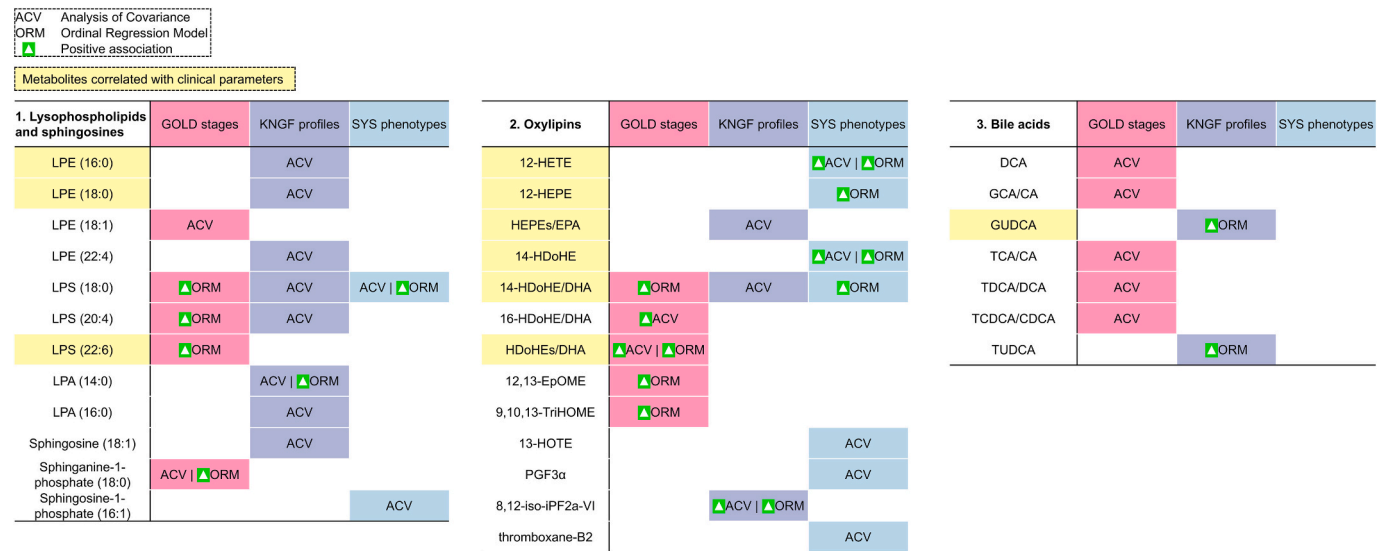 ACV Analysis of Covariance
ORM Ordinal Regression Model
Positive association
Metabolites correlated with clinical parameters
1. Lysophospholipids and sphingosines GOLD stages KNGF profiles SYS phenotypes
LPE (16:0) ACV
LPE (18:0) ACV
LPE (18:1) ACV
LPE (22:4) ACV
LPS (18:0) ORM ACV ACV | ORM
LPS (20:4) ORM ACV
LPS (22:6) ORM
LPA (14:0) ACV | ORM
LPA (16:0) ACV
Sphingosine (18:1) ACV
Sphinganine-1-phosphate (18:0) ACV | ORM
Sphingosine-1-phosphate (16:1) ACV
2. Oxylipins GOLD stages KNGF profiles SYS phenotypes
12-HETE ACV | ORM
12-HEPE ORM
HEPEs/EPA ACV
14-HDoHE ACV | ORM
14-HDoHE/DHA ORM ACV ORM
16-HDoHE/DHA ACV
HDoHEs/DHA ACV | ORM
12,13-EpOME ORM
9,10,13-TriHOME ORM
13-HOTE ACV
PGF3α ACV
8,12-iso-iPF2a-VI ACV | ORM
thromboxane-B2 ACV
3. Bile acids GOLD stages KNGF profiles SYS phenotypes
DCA ACV
GCA/CA ACV
GUDCA ORM
TCA/CA ACV
TDCA/DCA ACV
TCDCA/CDCA ACV
TUDCA ORM